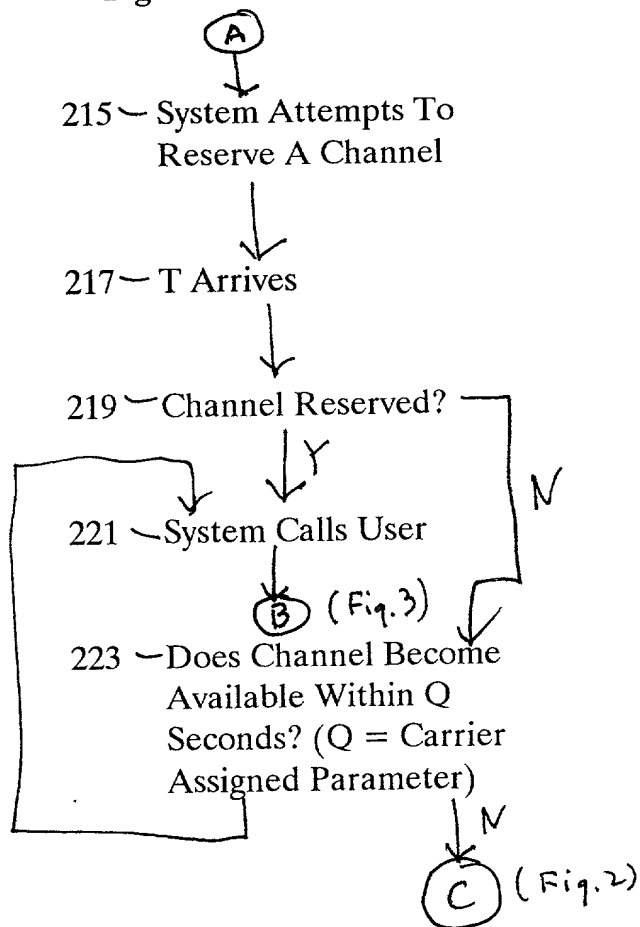 A
215 System Attempts To
Reserve A Channel
217 T Arrives
219 Channel Reserved?
Y
N
221 System Calls User
B (Fig. 3)
223 Does Channel Become
Available Within Q
Seconds? (Q = Carrier
Assigned Parameter)
N
C (Fig. 2)